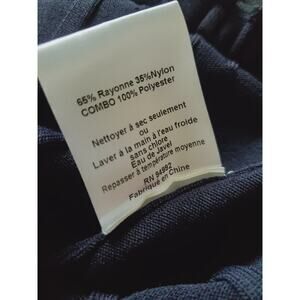 65% Rayonne 35%Nylon
COMBO 100% Polyester
Nettoyer à sec seulement
ou
Laver à la main à l'eau froide
sans chlore
Eau de Javel
Repasser à température moyenne
RN 94992
Fabriqué en Chine